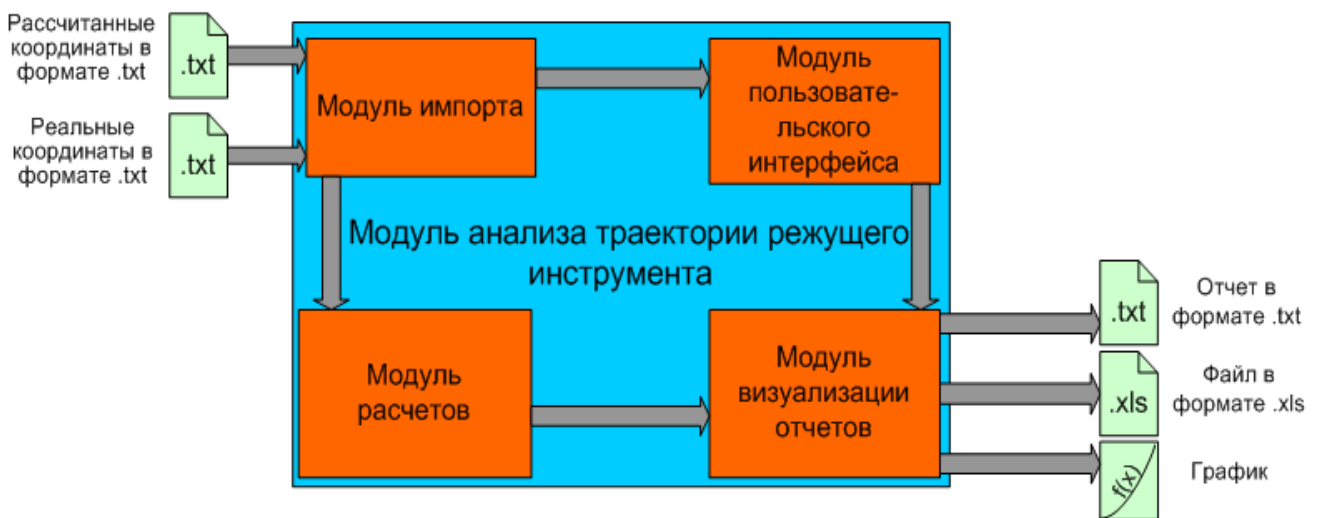 Рассчитанные
координаты в
формате .txt
.txt
Реальные
координаты в
формате .txt
.txt
Модуль импорта
Модуль
пользовате-
льского
интерфейса
Модуль анализа траектории режущего
инструмента
Модуль
расчетов
Модуль
визуализации
отчетов
.txt
Отчет в
формате .txt
.xls
Файл в
формате .xls
f(x)
График